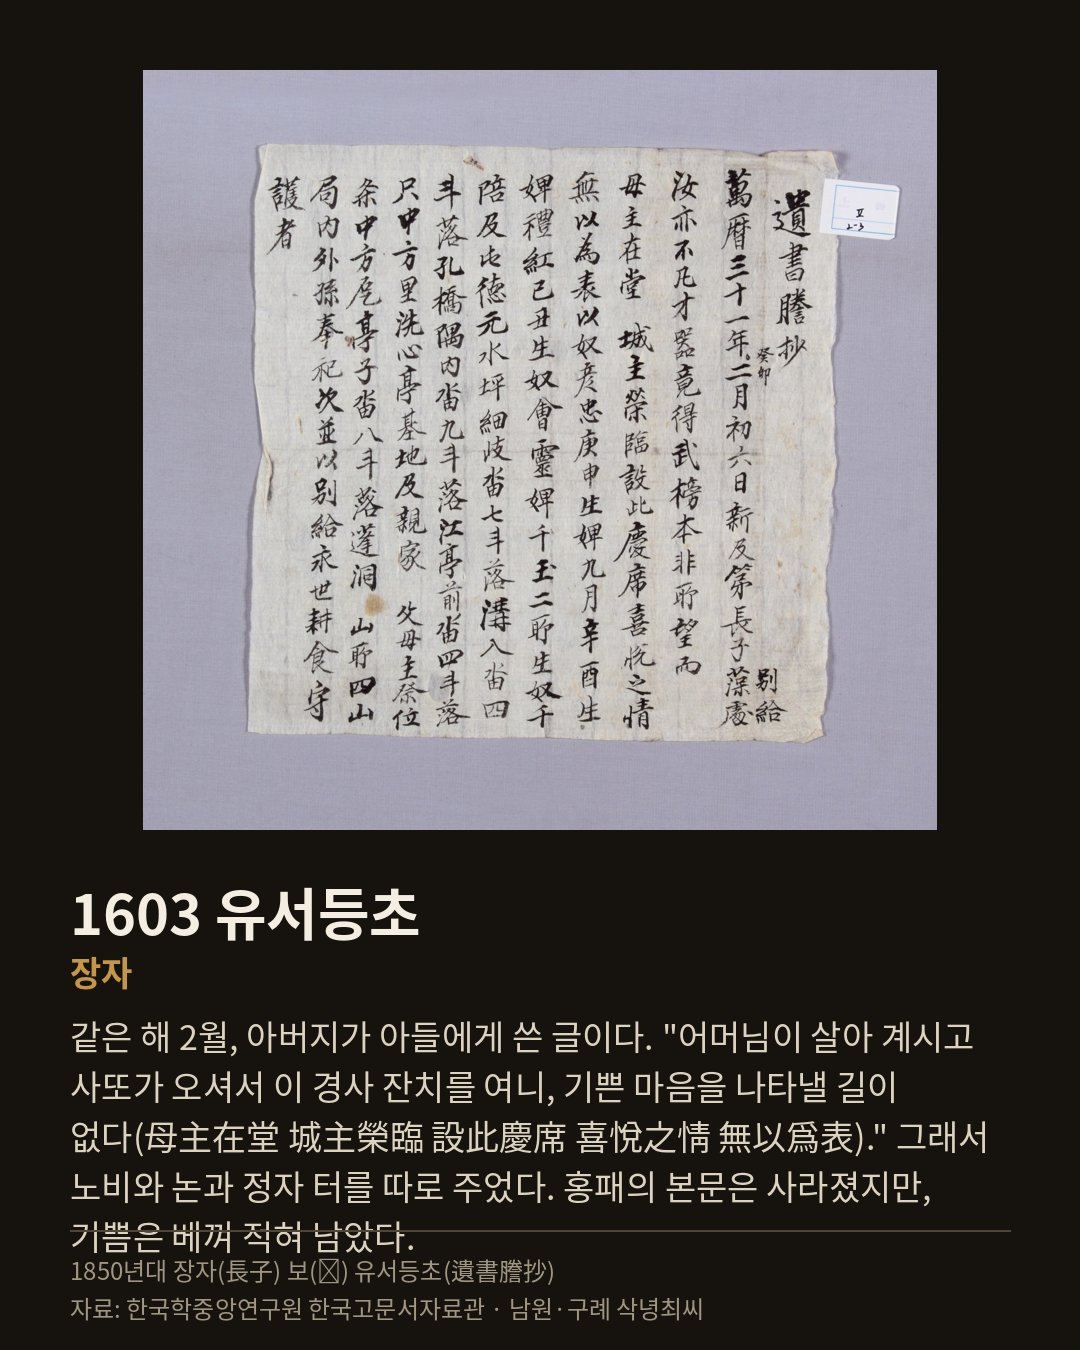 遺書謄抄
萬曆三十一年癸卯二月初六日新及第長子藻處別給
汝亦不凡才器竟得武榜本非所望而
母主在堂 城主榮臨設此慶席喜悅之情
無以為表以奴彦忠庚申生婢九月辛酉生
婢禮紅己丑生奴會靈婢千玉二所生奴千
陪及屯德元水坪細歧畓七斗落溝入畓四
斗落孔橋隅內畓九斗落江亭前畓四斗落
只中方里洗心亭基地及親家 父母主祭位
条中方 亭子畓八斗落蓬洞 山所四山
局內外孫奉祀次並以別給永世耕食守
護者
Ⅱ
2-3
1603 유서등초
장자
같은 해 2월, 아버지가 아들에게 쓴 글이다. "어머님이 살아 계시고
사또가 오셔서 이 경사 잔치를 여니, 기쁜 마음을 나타낼 길이
없다(母主在堂 城主榮臨 設此慶席 喜悅之情 無以爲表)." 그래서
노비와 논과 정자 터를 따로 주었다. 홍패의 본문은 사라졌지만,
기쁨은 베껴 적혀 남았다.
1850년대 장자(長子) 보() 유서등초(遺書謄抄)
자료: 한국학중앙연구원 한국고문서자료관 · 남원·구례 삭녕최씨